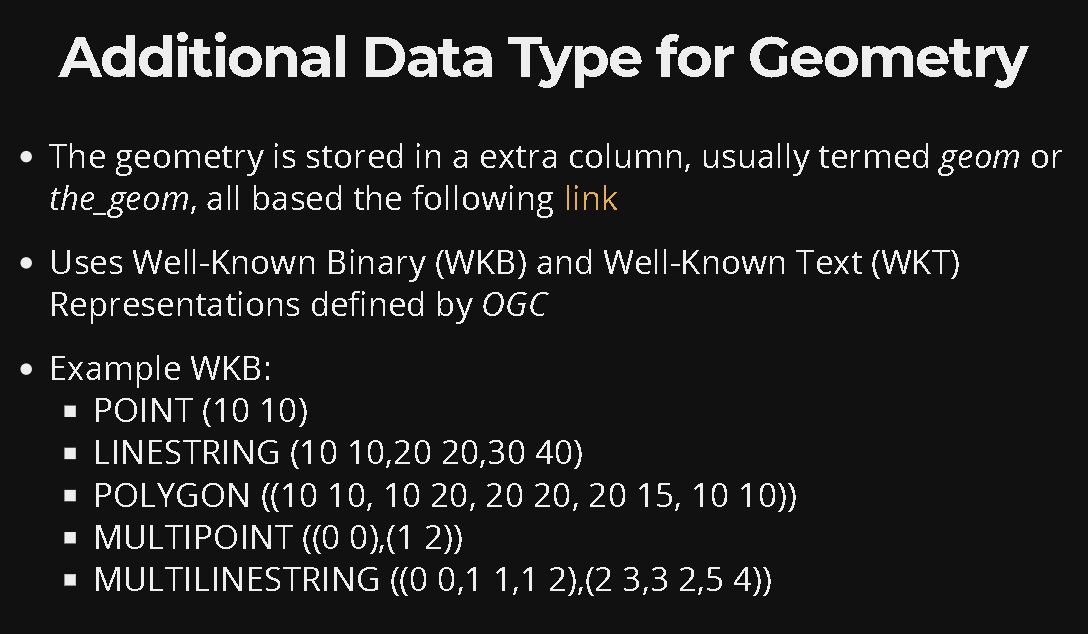 Additional Data Type for Geometry
• The geometry is stored in a extra column, usually termed geom or
the_geom, all based the following link
• Uses Well-Known Binary (WKB) and Well-Known Text (WKT)
Representations defined by OGC
• Example WKB:
▪ POINT (10 10)
▪ LINESTRING (10 10,20 20,30 40)
▪ POLYGON ((10 10, 10 20, 20 20, 20 15, 10 10))
▪ MULTIPOINT ((0 0),(1 2))
▪ MULTILINESTRING ((0 0,1 1,1 2),(2 3,3 2,5 4))